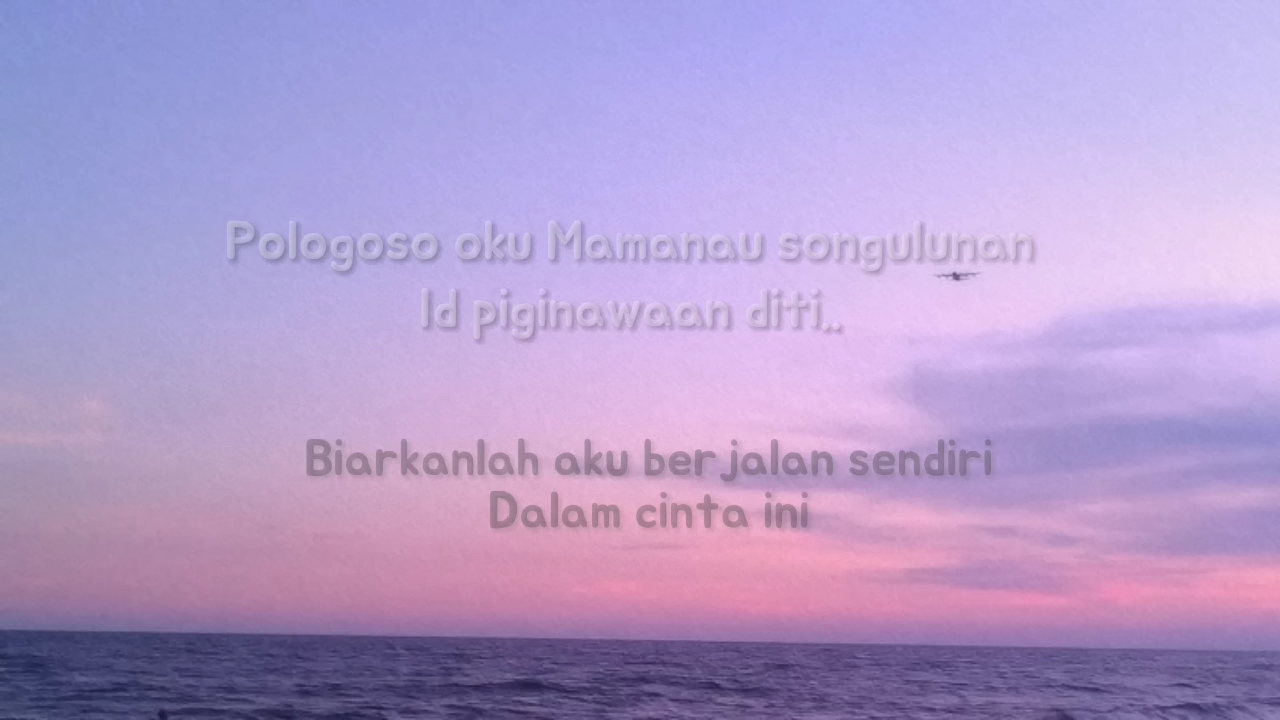 Pologoso oku Mamanau songulunan
Id piginawaan diti..
Biarkanlah aku berjalan sendiri
Dalam cinta ini